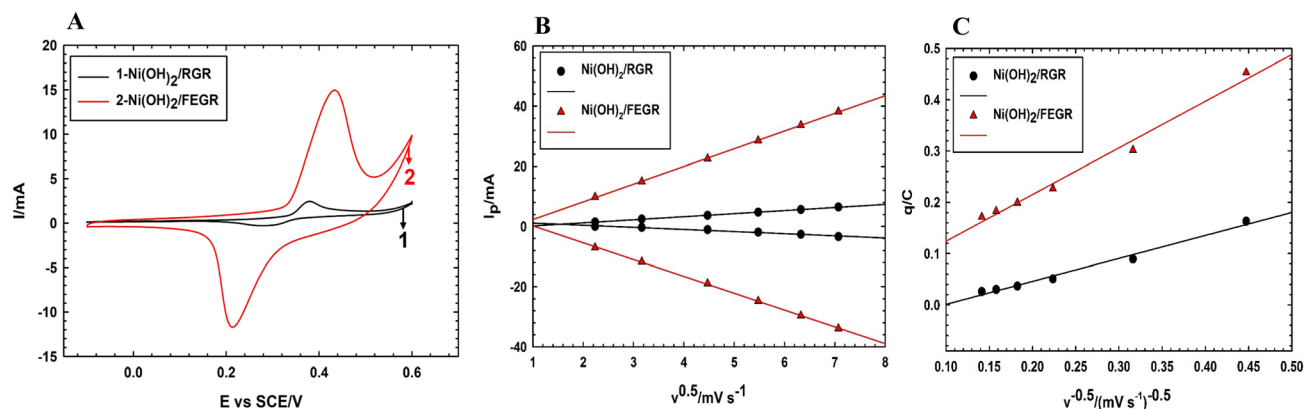 A
20
15
10
5
0
-5
-10
-15
I/mA
1-Ni(OH)2/RGR
2-Ni(OH)2/FEGR
2
1
0.0
0.2
0.4
0.6
E vs SCE/V
B
60
40
20
0
-20
-40
Ip/mA
Ni(OH)2/RGR
Ni(OH)2/FEGR
1
2
3
4
5
6
7
8
v0.5/mV s-1
C
0.5
0.4
0.3
0.2
0.1
0.0
q/C
Ni(OH)2/RGR
Ni(OH)2/FEGR
0.10
0.15
0.20
0.25
0.30
0.35
0.40
0.45
0.50
v-0.5/(mV s-1)-0.5